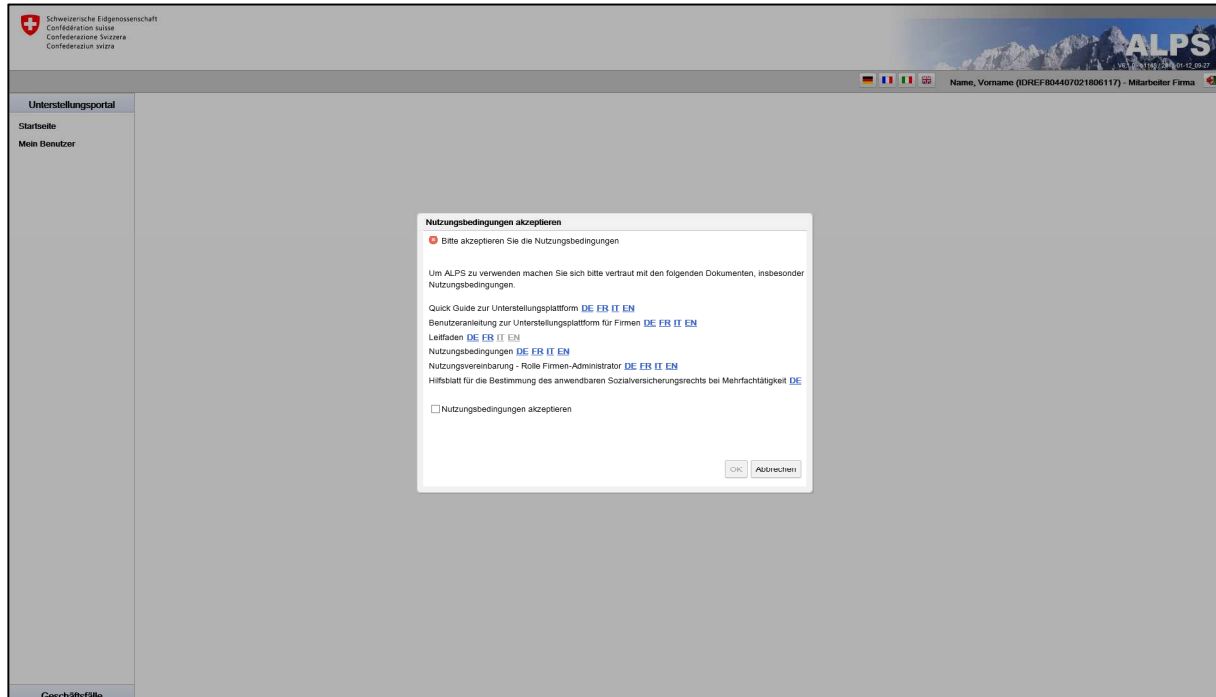 Schweizerische Eidgenossenschaft
Confédération suisse
Confederazione Svizzera
Confederaziun svizra
ALPS
Name, Vorname (IDREF804407021806117) - Mitarbeiter Firma
Unterstellungsportal
Startseite
Mein Benutzer
Nutzungsbedingungen akzeptieren
Bitte akzeptieren Sie die Nutzungsbedingungen
Um ALPS zu verwenden machen Sie sich bitte vertraut mit den folgenden Dokumenten, insbesonder
Nutzungsbedingungen.
Quick Guide zur Unterstellungsplattform DE FR IT EN
Benutzeranleitung zur Unterstellungsplattform für Firmen DE FR IT EN
Leitfaden DE FR IT EN
Nutzungsbedingungen DE FR IT EN
Nutzungsvereinbarung - Rolle Firmen-Administrator DE FR IT EN
Hilfsblatt für die Bestimmung des anwendbaren Sozialversicherungsrechts bei Mehrfachtätigkeit DE
Nutzungsbedingungen akzeptieren
OK Abbrechen
Geschäftsfälle